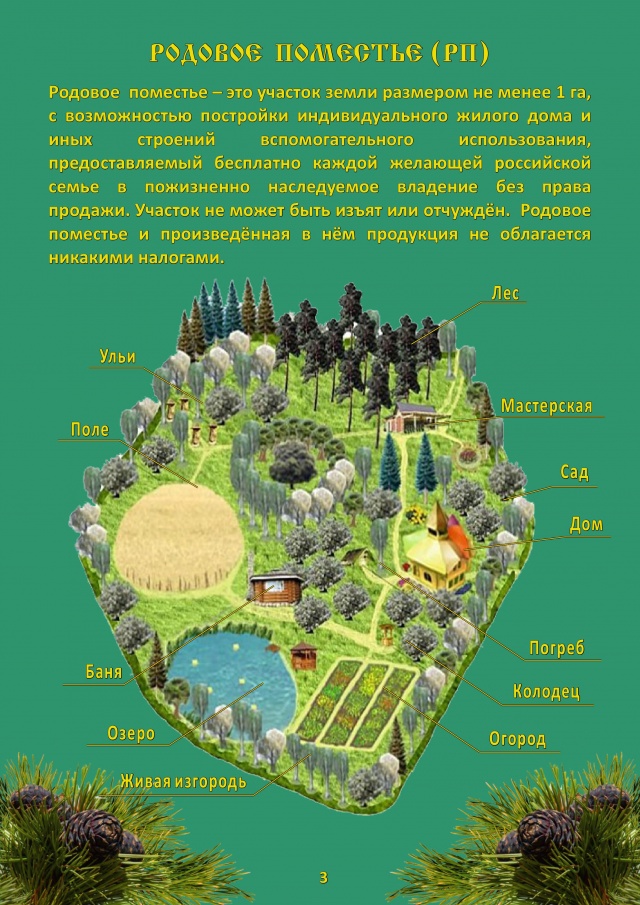 РОДОВОЕ ПОМЕСТЬЕ (РП)
Родовое поместье – это участок земли размером не менее 1 га,
с возможностью постройки индивидуального жилого дома и
иных строений вспомогательного использования,
предоставляемый бесплатно каждой желающей российской
семье в пожизненно наследуемое владение без права
продажи. Участок не может быть изъят или отчуждён. Родовое
поместье и произведённая в нём продукция не облагается
никакими налогами.
Лес
Ульи
Мастерская
Поле
Сад
Дом
Погреб
Баня
Колодец
Озеро
Огород
Живая изгородь
3